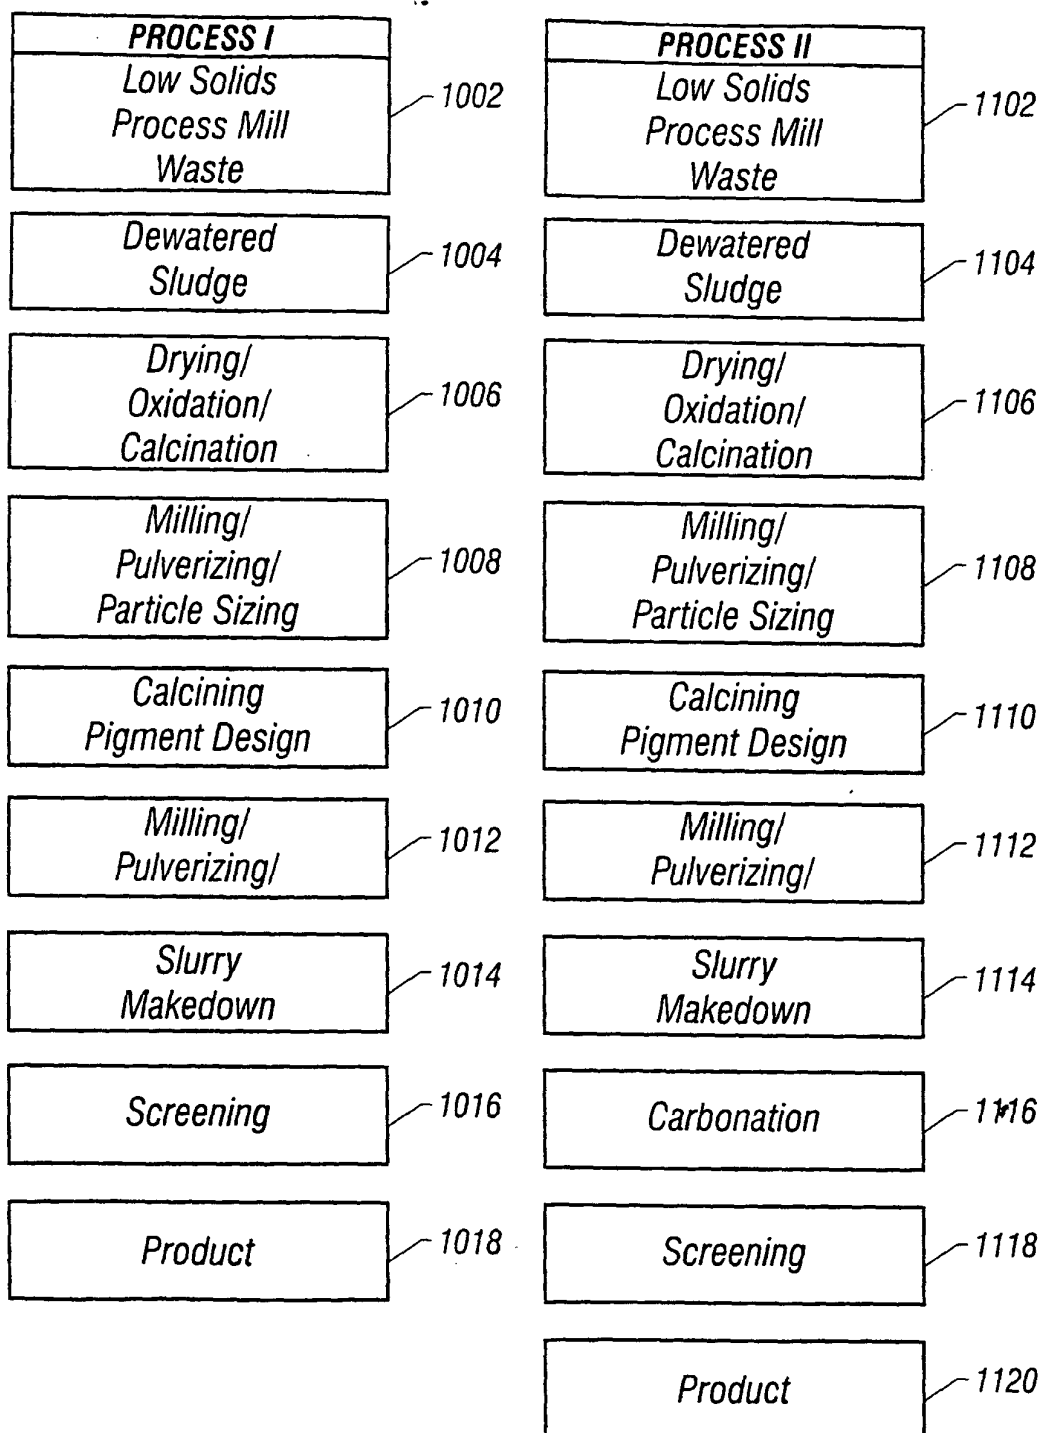 PROCESS I
Low Solids
Process Mill
Waste
1002
Dewatered
Sludge
1004
Drying/
Oxidation/
Calcination
1006
Milling/
Pulverizing/
Particle Sizing
1008
Calcining
Pigment Design
1010
Milling/
Pulverizing/
1012
Slurry
Makedown
1014
Screening
1016
Product
1018
PROCESS II
Low Solids
Process Mill
Waste
1102
Dewatered
Sludge
1104
Drying/
Oxidation/
Calcination
1106
Milling/
Pulverizing/
Particle Sizing
1108
Calcining
Pigment Design
1110
Milling/
Pulverizing/
1112
Slurry
Makedown
1114
Carbonation
1116
Screening
1118
Product
1120